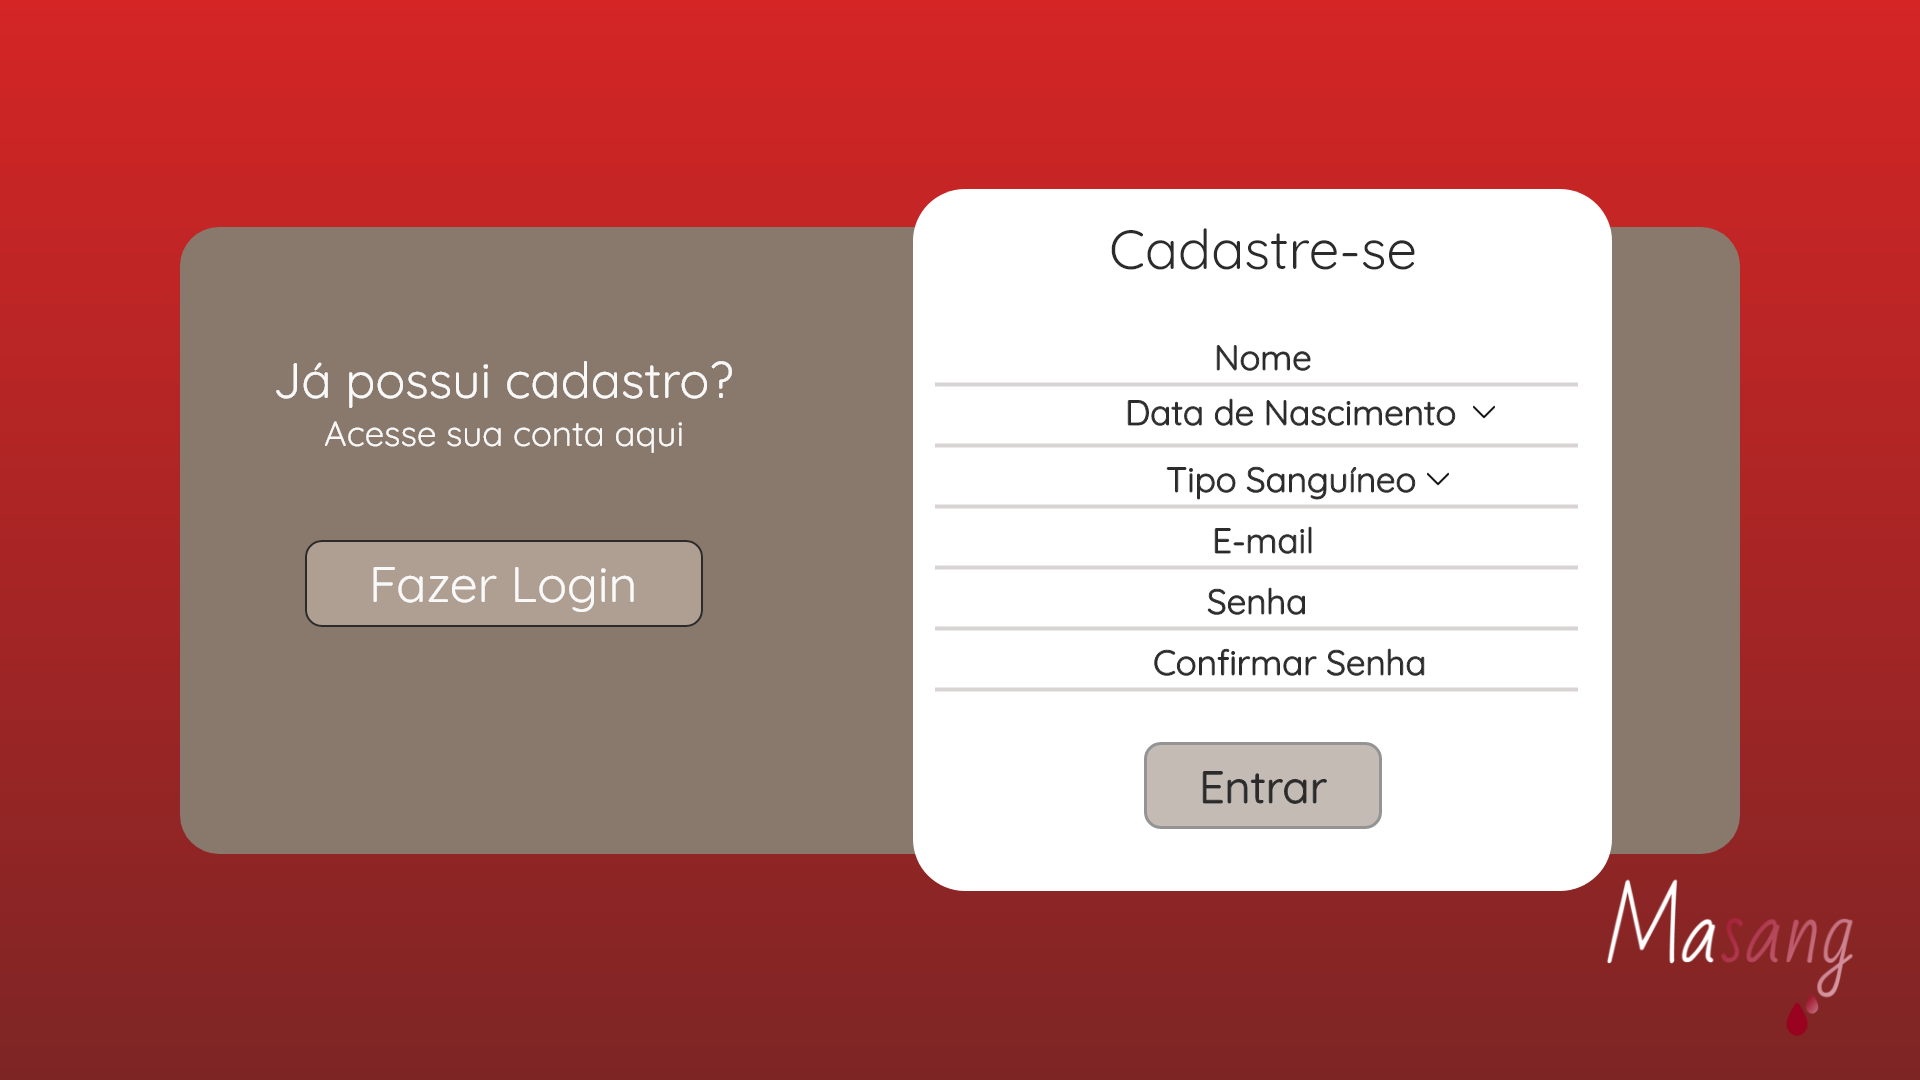 Já possui cadastro?
Acesse sua conta aqui
Fazer Login
Cadastre-se
Nome
Data de Nascimento
Tipo Sanguíneo
E-mail
Senha
Confirmar Senha
Entrar
Masang